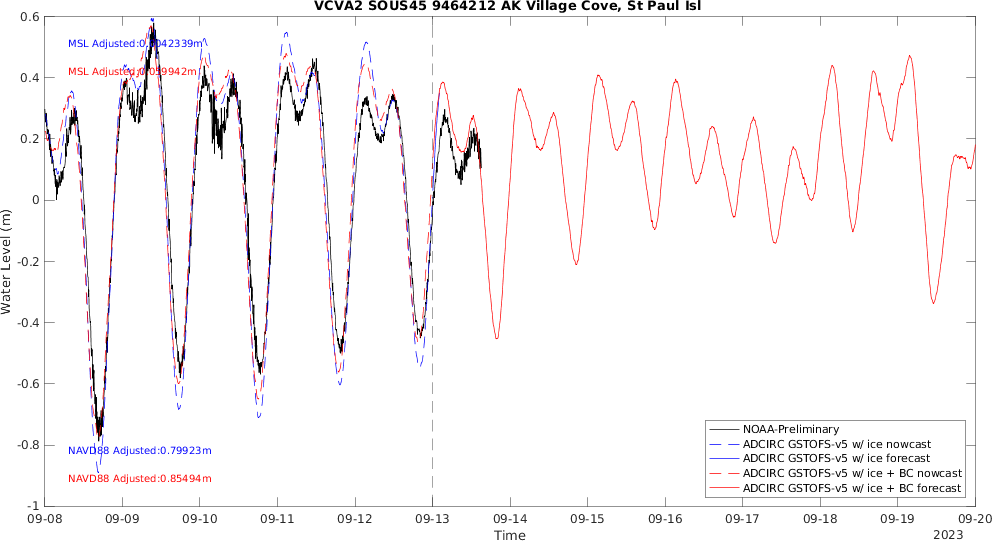 VCVA2 SOUS45 9464212 AK Village Cove, St Paul Isl
0.6
0.4
0.2
0
-0.2
-0.4
-0.6
-0.8
-1
Water Level (m)
NAVD88 Adjusted:0.79923m
NAVD88 Adjusted:0.85494m
NOAA-Preliminary
ADCIRC GSTOFS-v5 w/ ice nowcast
ADCIRC GSTOFS-v5 w/ ice forecast
ADCIRC GSTOFS-v5 w/ ice + BC nowcast
ADCIRC GSTOFS-v5 w/ ice + BC forecast
09-08 09-09 09-10 09-11 09-12 09-13 09-14 09-15 09-16 09-17 09-18 09-19 09-20
Time
2023
MSL Adjusted:
MSL Adjusted: